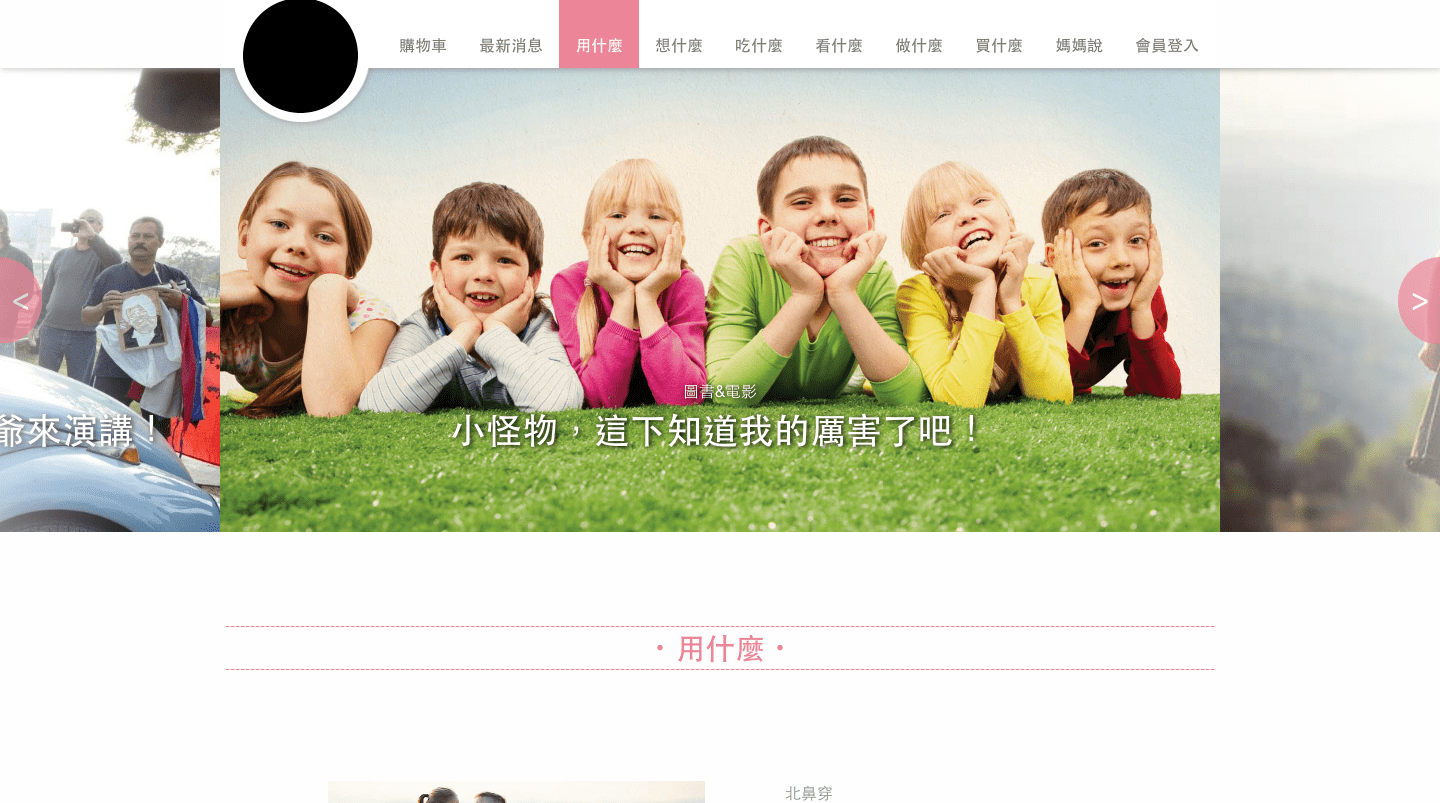 購物車
最新消息
用什麼
想什麼
吃什麼
看什麼
做什麼
買什麼
媽媽說
會員登入
<
>
圖書&電影
爺來演講！
小怪物，這下知道我的厲害了吧！
・用什麼・
北鼻穿